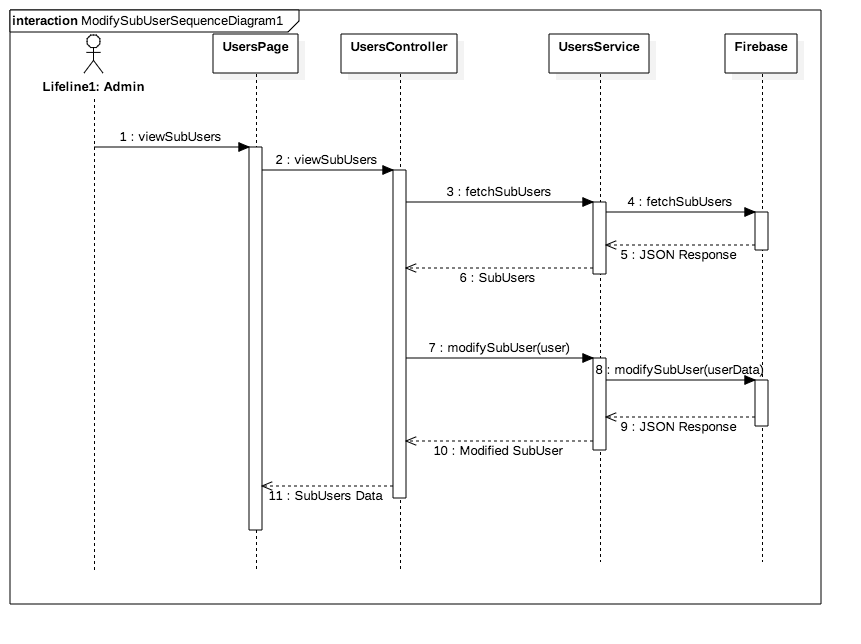 interaction ModifySubUserSequenceDiagram1
UsersPage
UsersController
UsersService
Firebase
Lifeline1: Admin
1 : viewSubUsers
2 : viewSubUsers
3 : fetchSubUsers
4 : fetchSubUsers
5 : JSON Response
6 : SubUsers
7 : modifySubUser(user)
8 : modifySubUser(userData)
9 : JSON Response
10 : Modified SubUser
11 : SubUsers Data